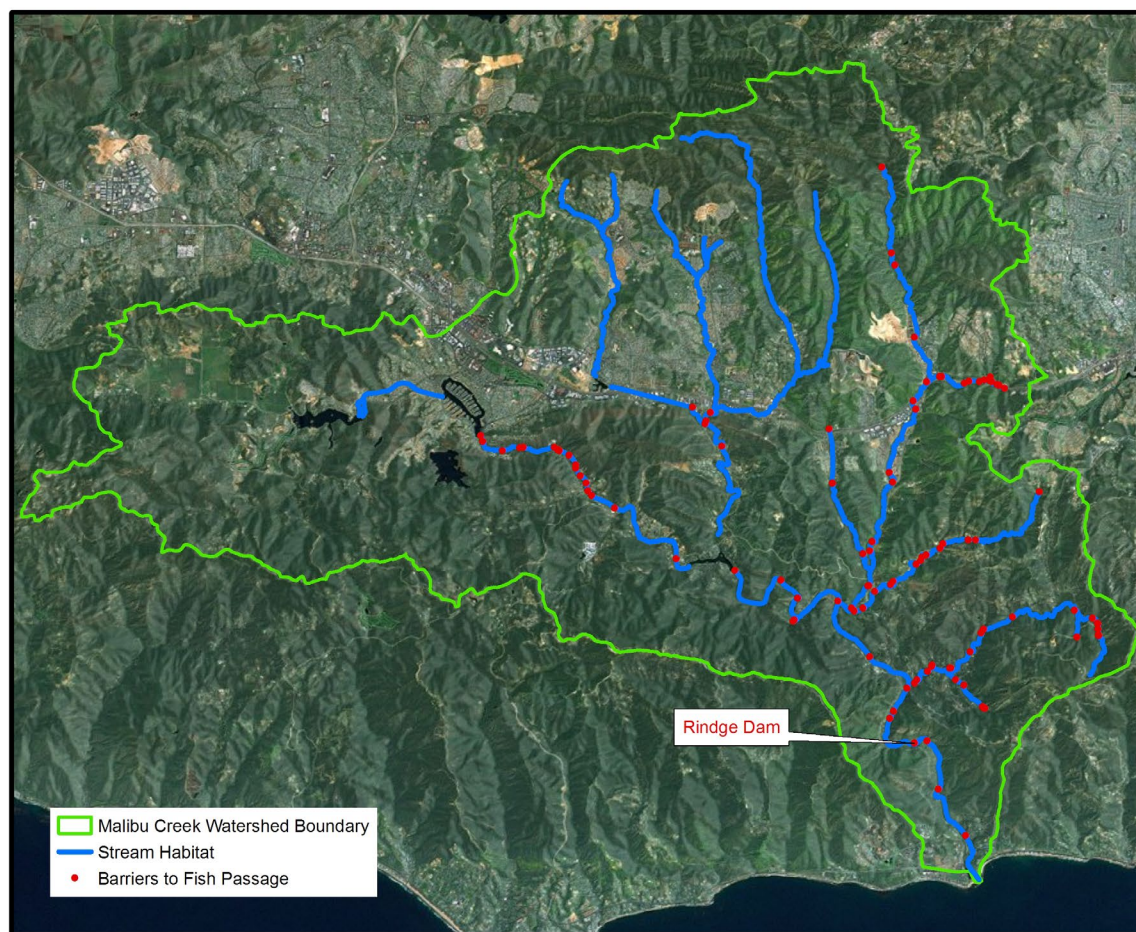 Rindge Dam
Malibu Creek Watershed Boundary
Stream Habitat
Barriers to Fish Passage